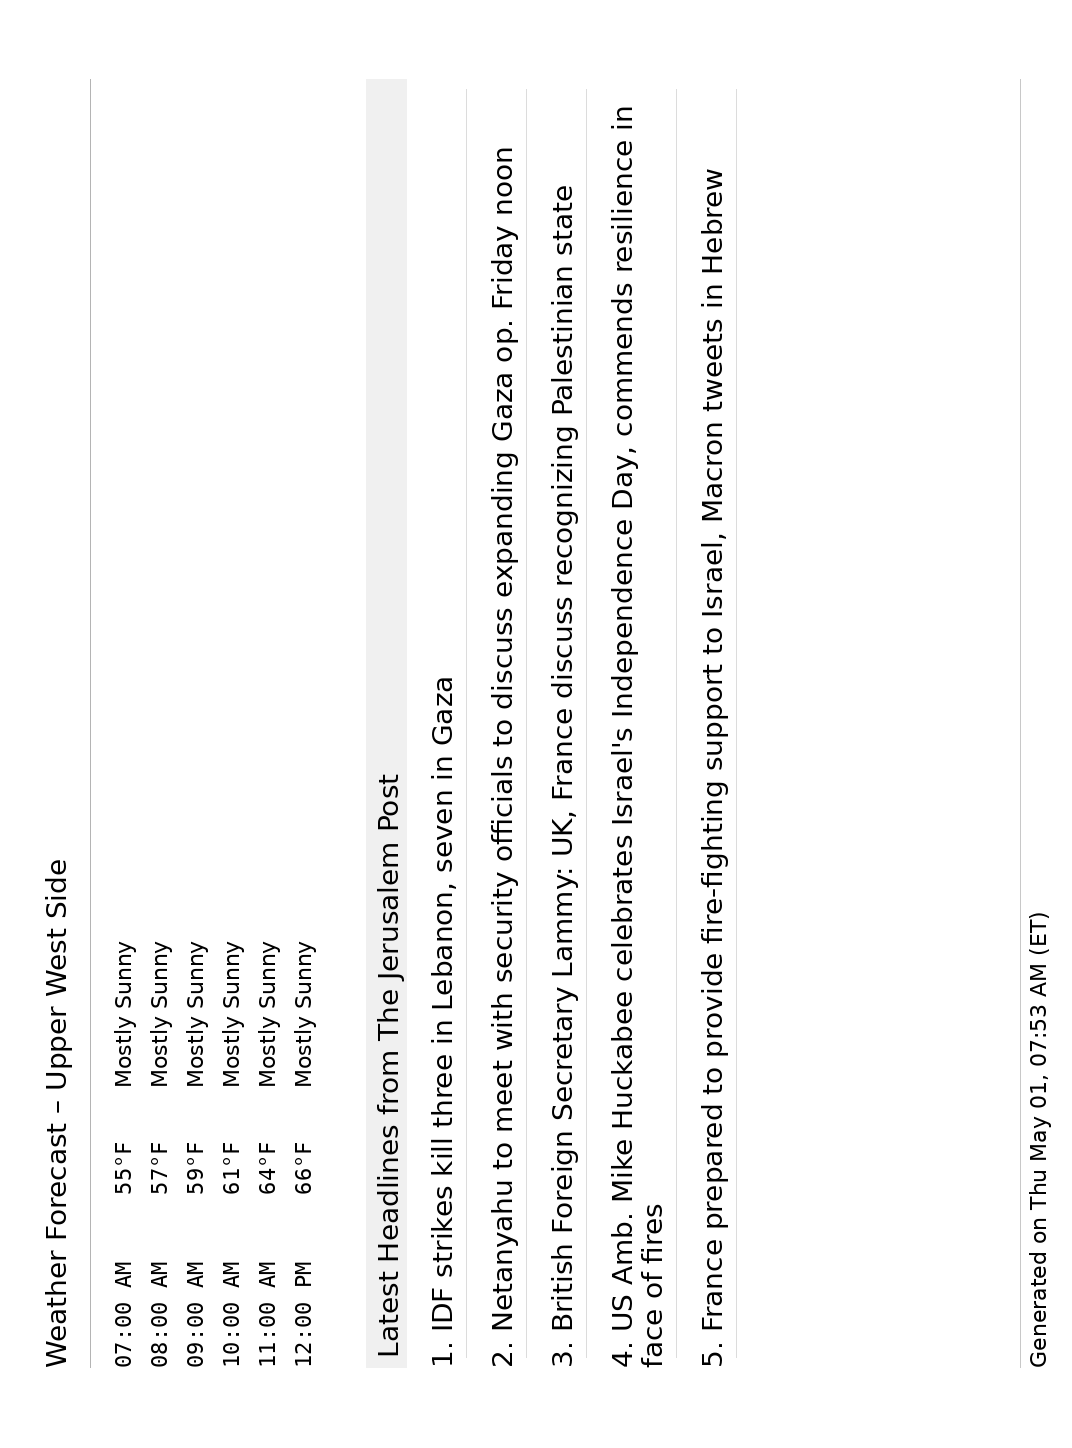 Weather Forecast – Upper West Side
07:00 AM 55°F Mostly Sunny
08:00 AM 57°F Mostly Sunny
09:00 AM 59°F Mostly Sunny
10:00 AM 61°F Mostly Sunny
11:00 AM 64°F Mostly Sunny
12:00 PM 66°F Mostly Sunny
Latest Headlines from The Jerusalem Post
1. IDF strikes kill three in Lebanon, seven in Gaza
2. Netanyahu to meet with security officials to discuss expanding Gaza op. Friday noon
3. British Foreign Secretary Lammy: UK, France discuss recognizing Palestinian state
4. US Amb. Mike Huckabee celebrates Israel's Independence Day, commends resilience in
face of fires
5. France prepared to provide fire-fighting support to Israel, Macron tweets in Hebrew
Generated on Thu May 01, 07:53 AM (ET)